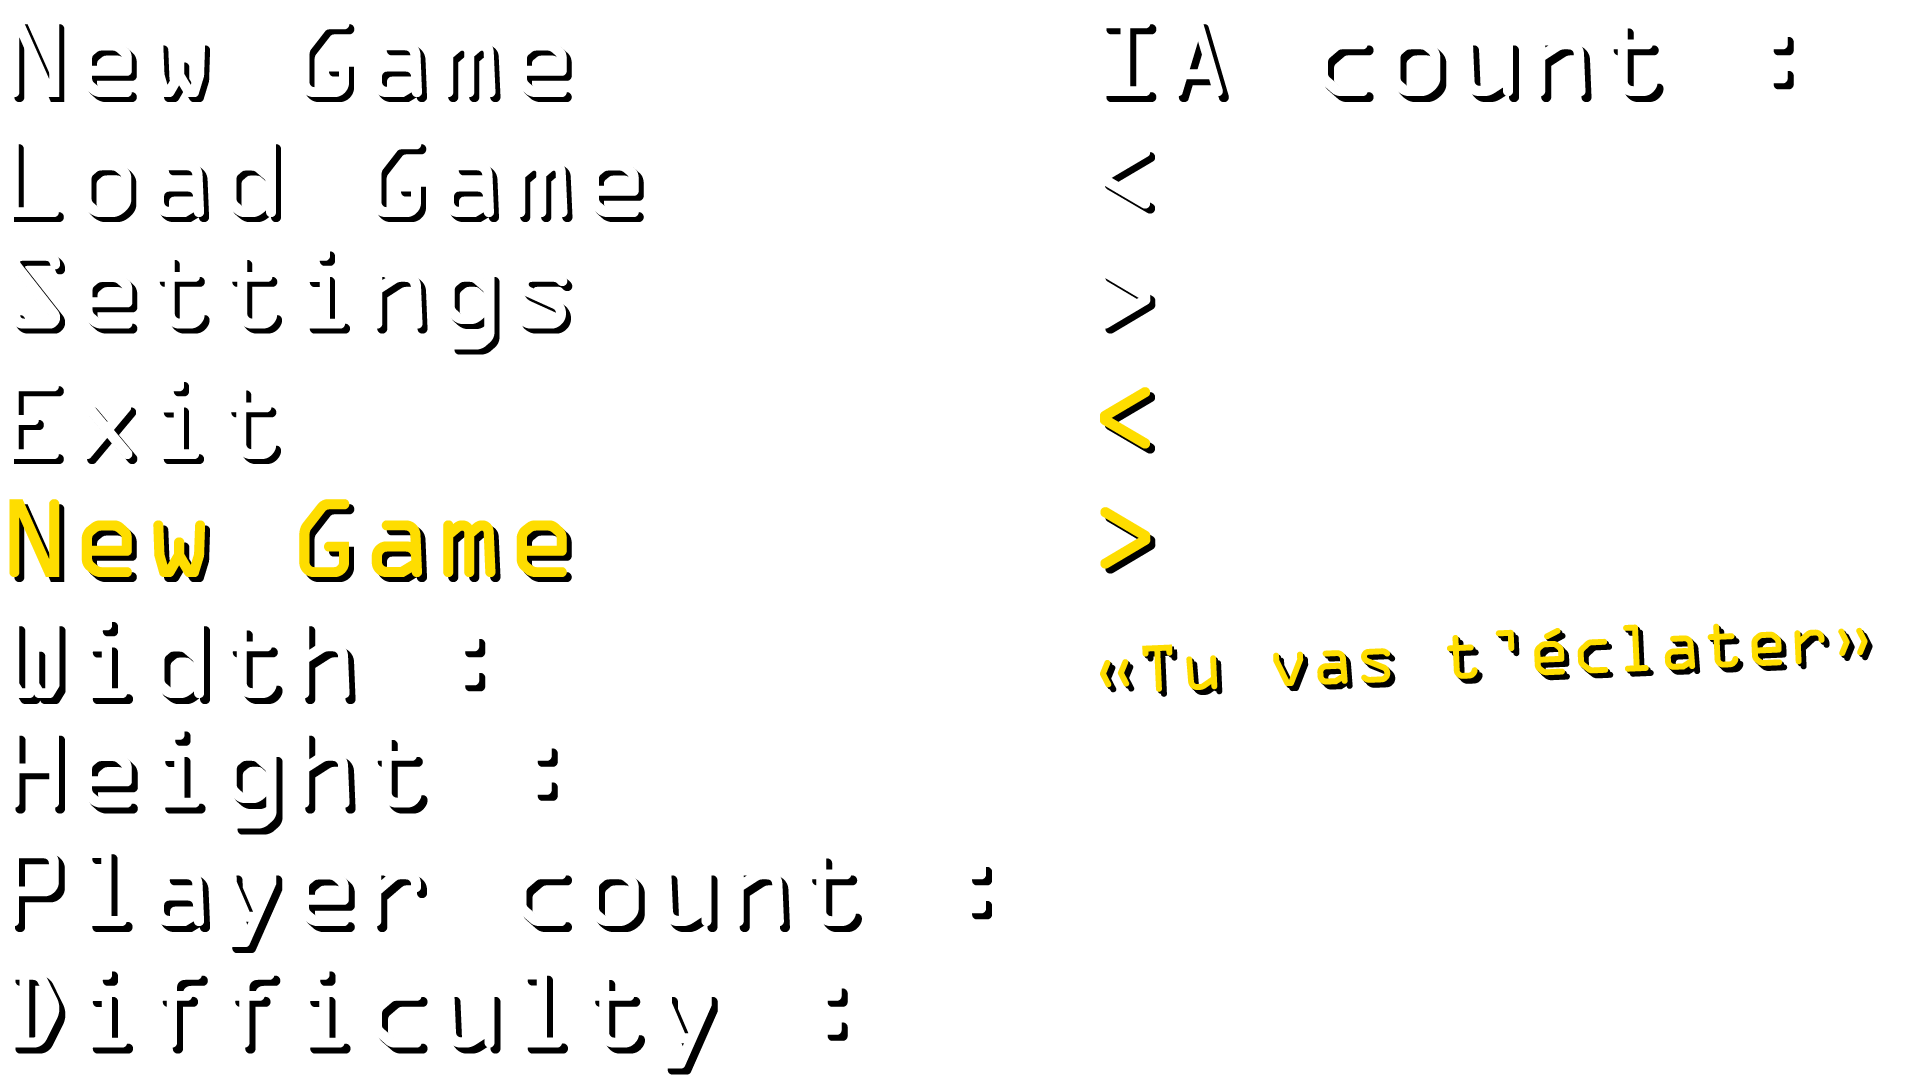 New Game
Load Game
Settings
Exit
New Game
Width :
Height :
Player count :
Difficulty :
IA count :
<
>
<
>
«Tu vas t'éclater»